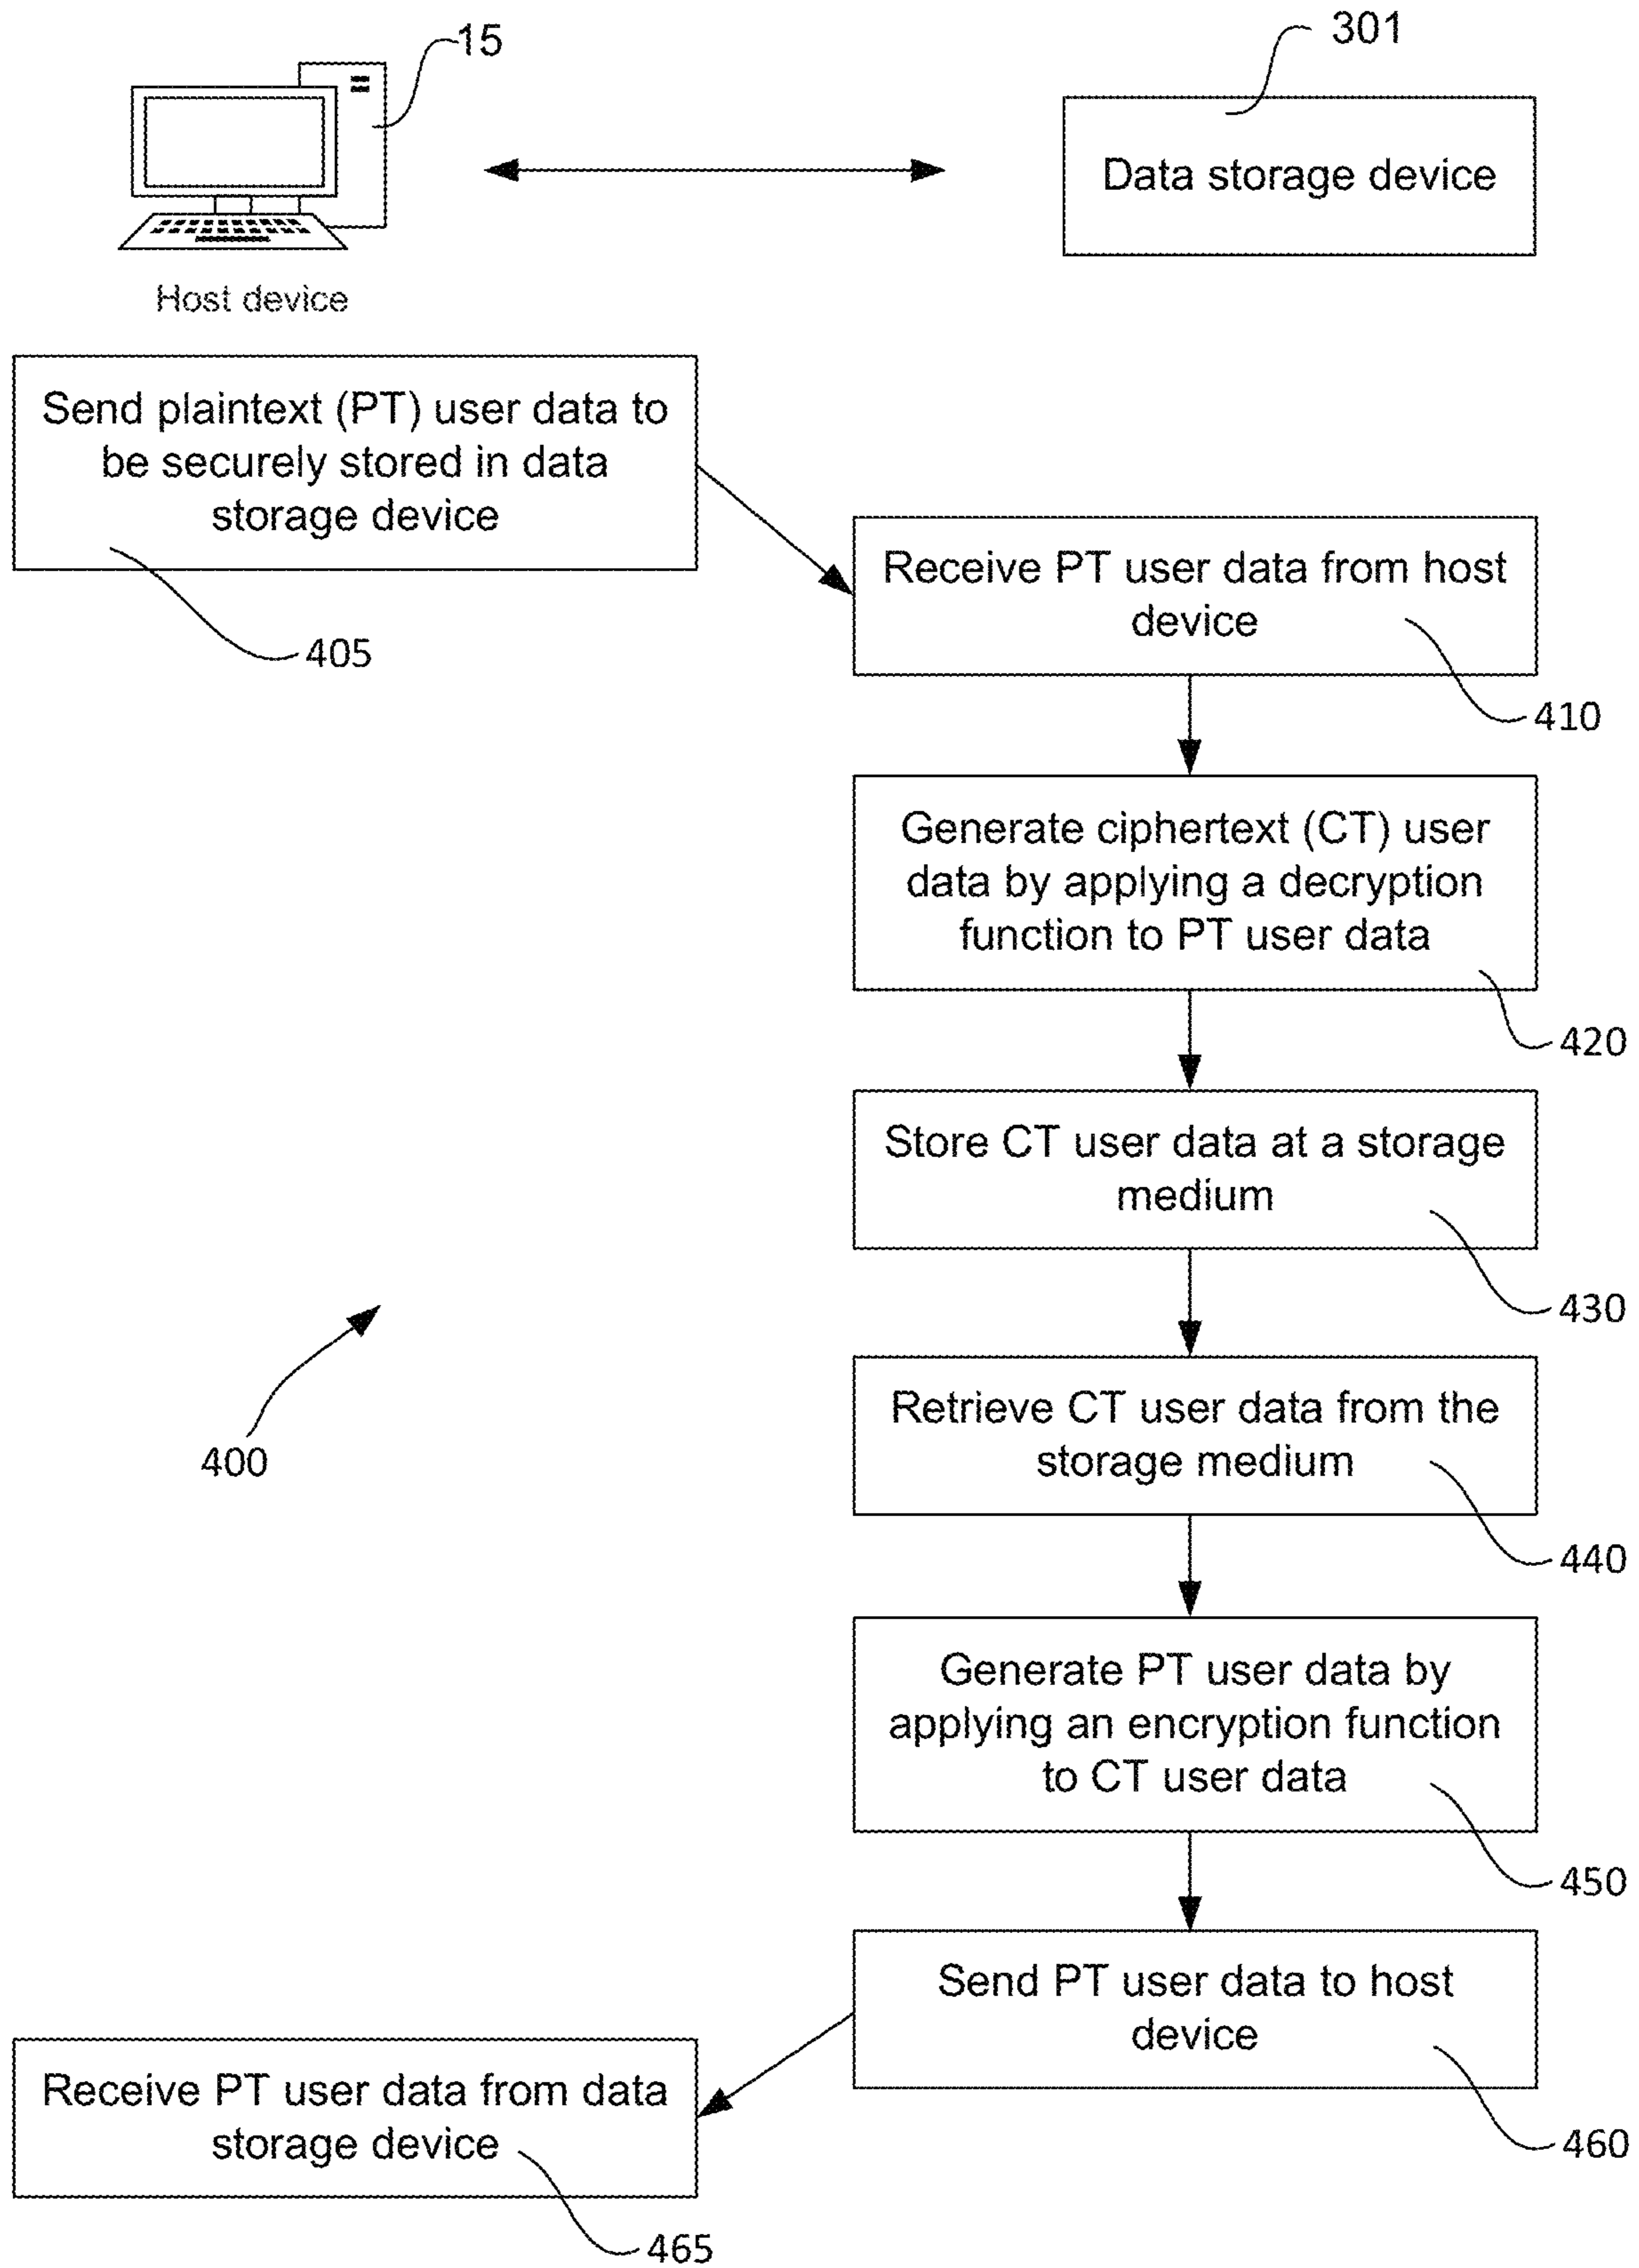 15
301
Data storage device
Host device
Send plaintext (PT) user data to
be securely stored in data
storage device
405
Receive PT user data from host
device
410
Generate ciphertext (CT) user
data by applying a decryption
function to PT user data
420
Store CT user data at a storage
medium
430
Retrieve CT user data from the
storage medium
440
400
Generate PT user data by
applying an encryption function
to CT user data
450
Send PT user data to host
device
460
Receive PT user data from data
storage device
465